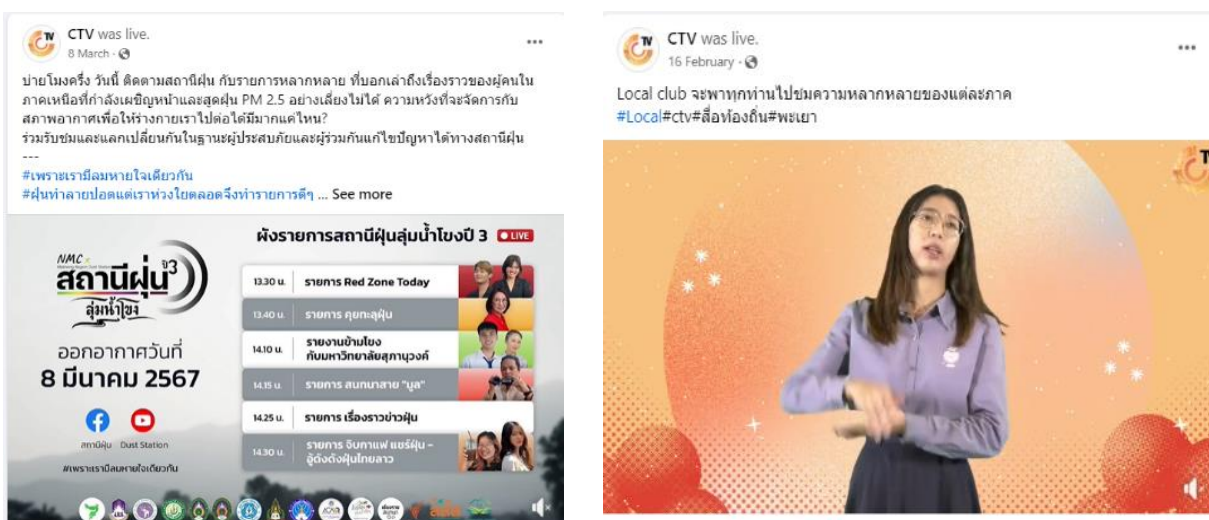 CTV was live.
8 March
บ่ายโมงครึ่ง วันนี้ ติดตามสถานีฝุ่น กับรายการหลากหลาย ที่บอกเล่าถึงเรื่องราวของผู้คนใน
ภาคเหนือที่กำลังเผชิญหน้าและสูดฝุ่น PM 2.5 อย่างเลี่ยงไม่ได้ ความหวังที่จะจัดการกับ
สภาพอากาศเพื่อให้ร่างกายเราไปต่อได้มีมากแค่ไหน?
ร่วมรับชมและแลกเปลี่ยนกันในฐานะผู้ประสบภัยและผู้ร่วมกันแก้ไขปัญหาได้ทางสถานีฝุ่น
---
#เพราะเรามีลมหายใจเดียวกัน
#ฝุ่นทำลายปอดแต่เราห่วงใยตลอดจึงทำรายการดีๆ ... See more
NMC
สถานีฝุ่น ปี3
ลุ่มน้ำโขง
ออกอากาศวันที่
8 มีนาคม 2567
สถานีฝุ่น Dust Station
#เพราะเรามีลมหายใจเดียวกัน
ผังรายการสถานีฝุ่นลุ่มน้ำโขงปี 3 LIVE
13.30 น. รายการ Red Zone Today
13.40 น. รายการ คุยทะลุฝุ่น
14.10 น. รายงานข้ามโขง
กับมหาวิทยาลัยสุภานุวงศ์
14.15 น. รายการ สนทนาสาย "มูล"
14.25 น. รายการ เรื่องราวข่าวฝุ่น
14.30 น. รายการ จิบกาแฟ แชร์ฝุ่น –
อู้ดังดังฝุ่นไทยลาว
CTV was live.
16 February
Local club จะพาทุกท่านไปชมความหลากหลายของแต่ละภาค
#Local#ctv#สื่อท้องถิ่น#พะเยา